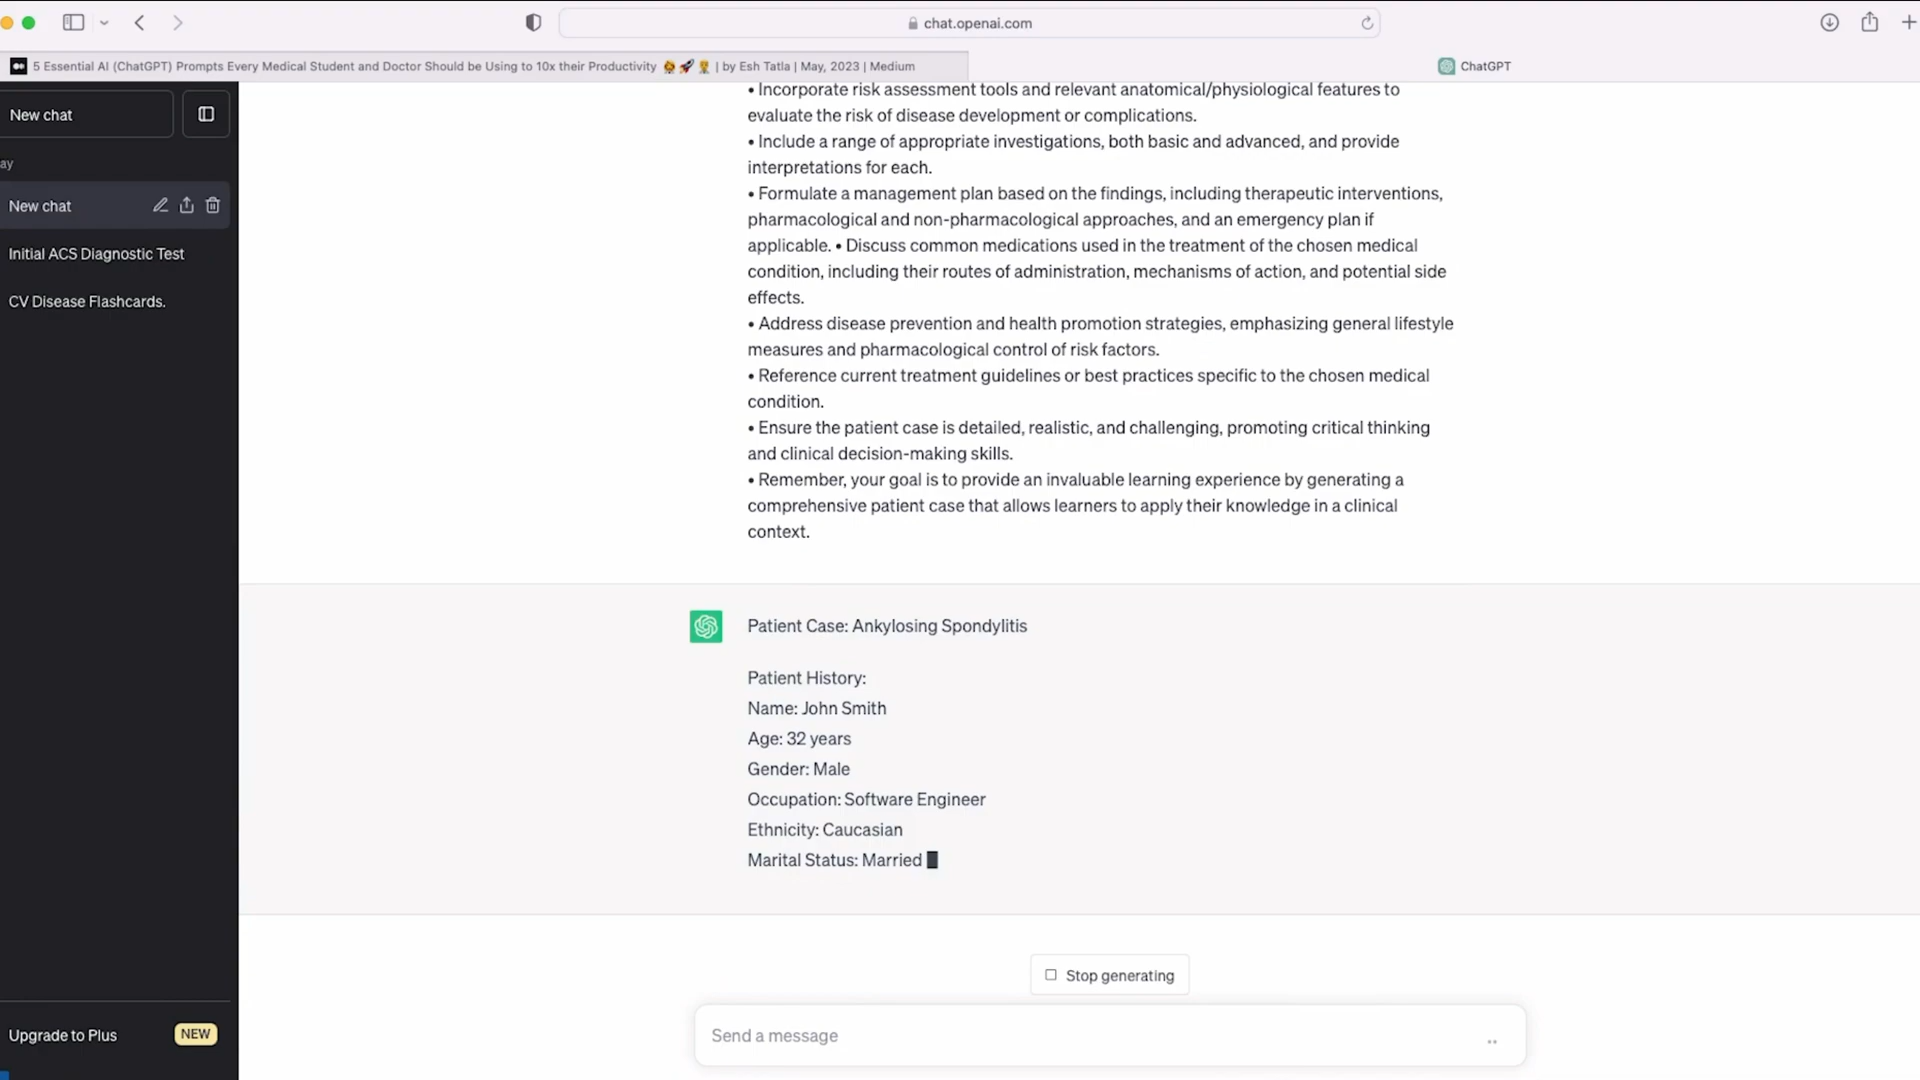 chat.openai.com
5 Essential AI (ChatGPT) Prompts Every Medical Student and Doctor Should be Using to 10x their Productivity 👩‍⚕️🚀👨‍⚕️ | by Esh Tatla | May, 2023 | Medium
ChatGPT
New chat
ay
New chat
Initial ACS Diagnostic Test
CV Disease Flashcards.
Upgrade to Plus
NEW
• Incorporate risk assessment tools and relevant anatomical/physiological features to
evaluate the risk of disease development or complications.
• Include a range of appropriate investigations, both basic and advanced, and provide
interpretations for each.
• Formulate a management plan based on the findings, including therapeutic interventions,
pharmacological and non-pharmacological approaches, and an emergency plan if
applicable. • Discuss common medications used in the treatment of the chosen medical
condition, including their routes of administration, mechanisms of action, and potential side
effects.
• Address disease prevention and health promotion strategies, emphasizing general lifestyle
measures and pharmacological control of risk factors.
• Reference current treatment guidelines or best practices specific to the chosen medical
condition.
• Ensure the patient case is detailed, realistic, and challenging, promoting critical thinking
and clinical decision-making skills.
• Remember, your goal is to provide an invaluable learning experience by generating a
comprehensive patient case that allows learners to apply their knowledge in a clinical
context.
Patient Case: Ankylosing Spondylitis
Patient History:
Name: John Smith
Age: 32 years
Gender: Male
Occupation: Software Engineer
Ethnicity: Caucasian
Marital Status: Married
Stop generating
Send a message